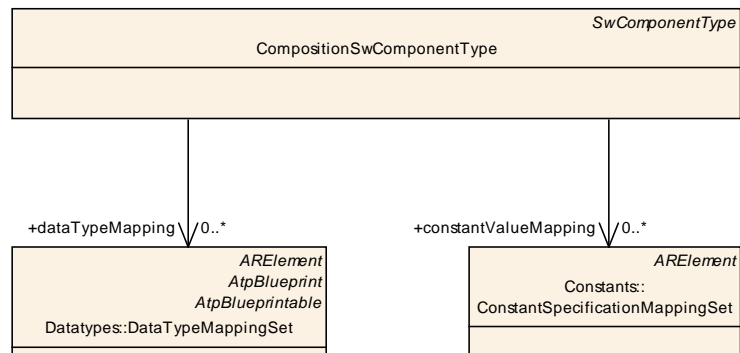 SwComponentType
CompositionSwComponentType
+dataTypeMapping 0..*
+constantValueMapping 0..*
ARElement
AtpBlueprint
AtpBlueprintable
Datatypes::DataTypeMappingSet
ARElement
Constants::
ConstantSpecificationMappingSet